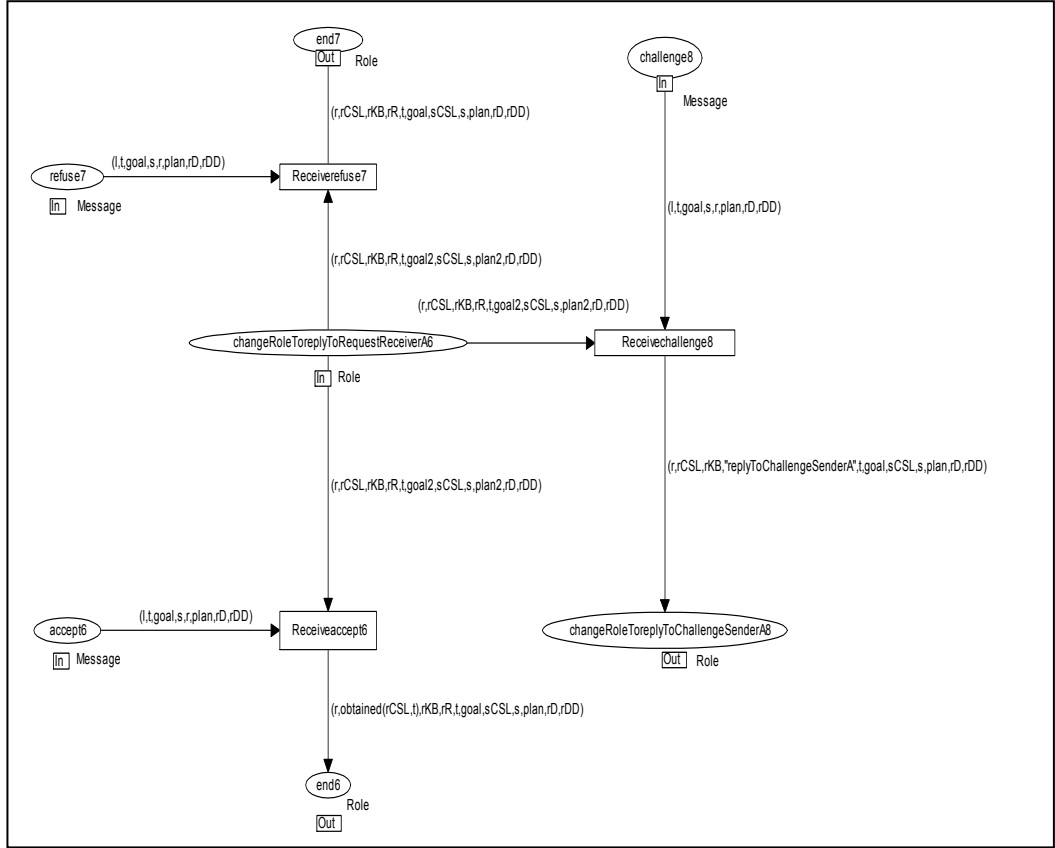 end7
Out
Role
challenge8
In
Message
(r,rCSL,rKB,rR,t,goal,sCSL,s,plan,rD,rDD)
(l,t,goal,s,r,plan,rD,rDD)
refuse7
Receiverefuse7
In
Message
(l,t,goal,s,r,plan,rD,rDD)
(r,rCSL,rKB,rR,t,goal2,sCSL,s,plan2,rD,rDD)
(r,rCSL,rKB,rR,t,goal2,sCSL,s,plan2,rD,rDD)
changeRoleToreplyToRequestReceiverA6
Receivechallenge8
In
Role
(r,rCSL,rKB,"replyToChallengeSenderA",t,goal,sCSL,s,plan,rD,rDD)
(r,rCSL,rKB,rR,t,goal2,sCSL,s,plan2,rD,rDD)
(l,t,goal,s,r,plan,rD,rDD)
accept6
Receiveaccept6
changeRoleToreplyToChallengeSenderA8
In
Message
Out
Role
(r,obtained(rCSL,t),rKB,rR,t,goal,sCSL,s,plan,rD,rDD)
end6
Role
Out